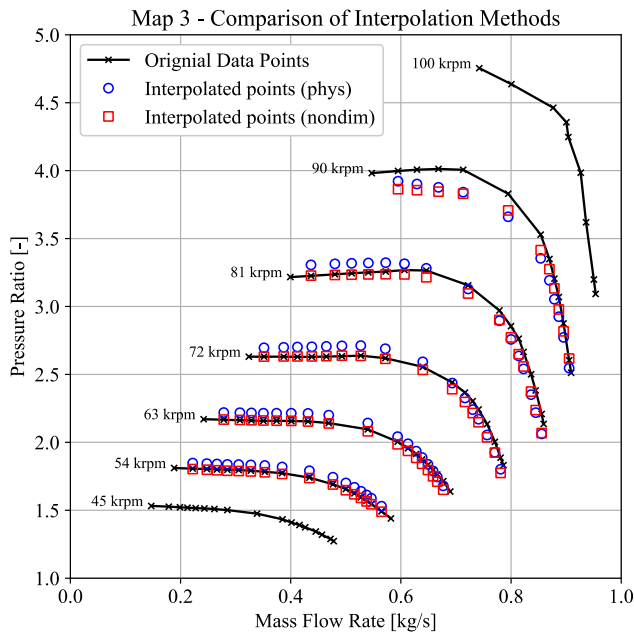 Map 3 - Comparison of Interpolation Methods
Orignial Data Points
Interpolated points (phys)
Interpolated points (nondim)
100 krpm
90 krpm
81 krpm
72 krpm
63 krpm
54 krpm
45 krpm
Pressure Ratio [-]
5.0
4.5
4.0
3.5
3.0
2.5
2.0
1.5
1.0
0.0 0.2 0.4 0.6 0.8 1.0
Mass Flow Rate [kg/s]